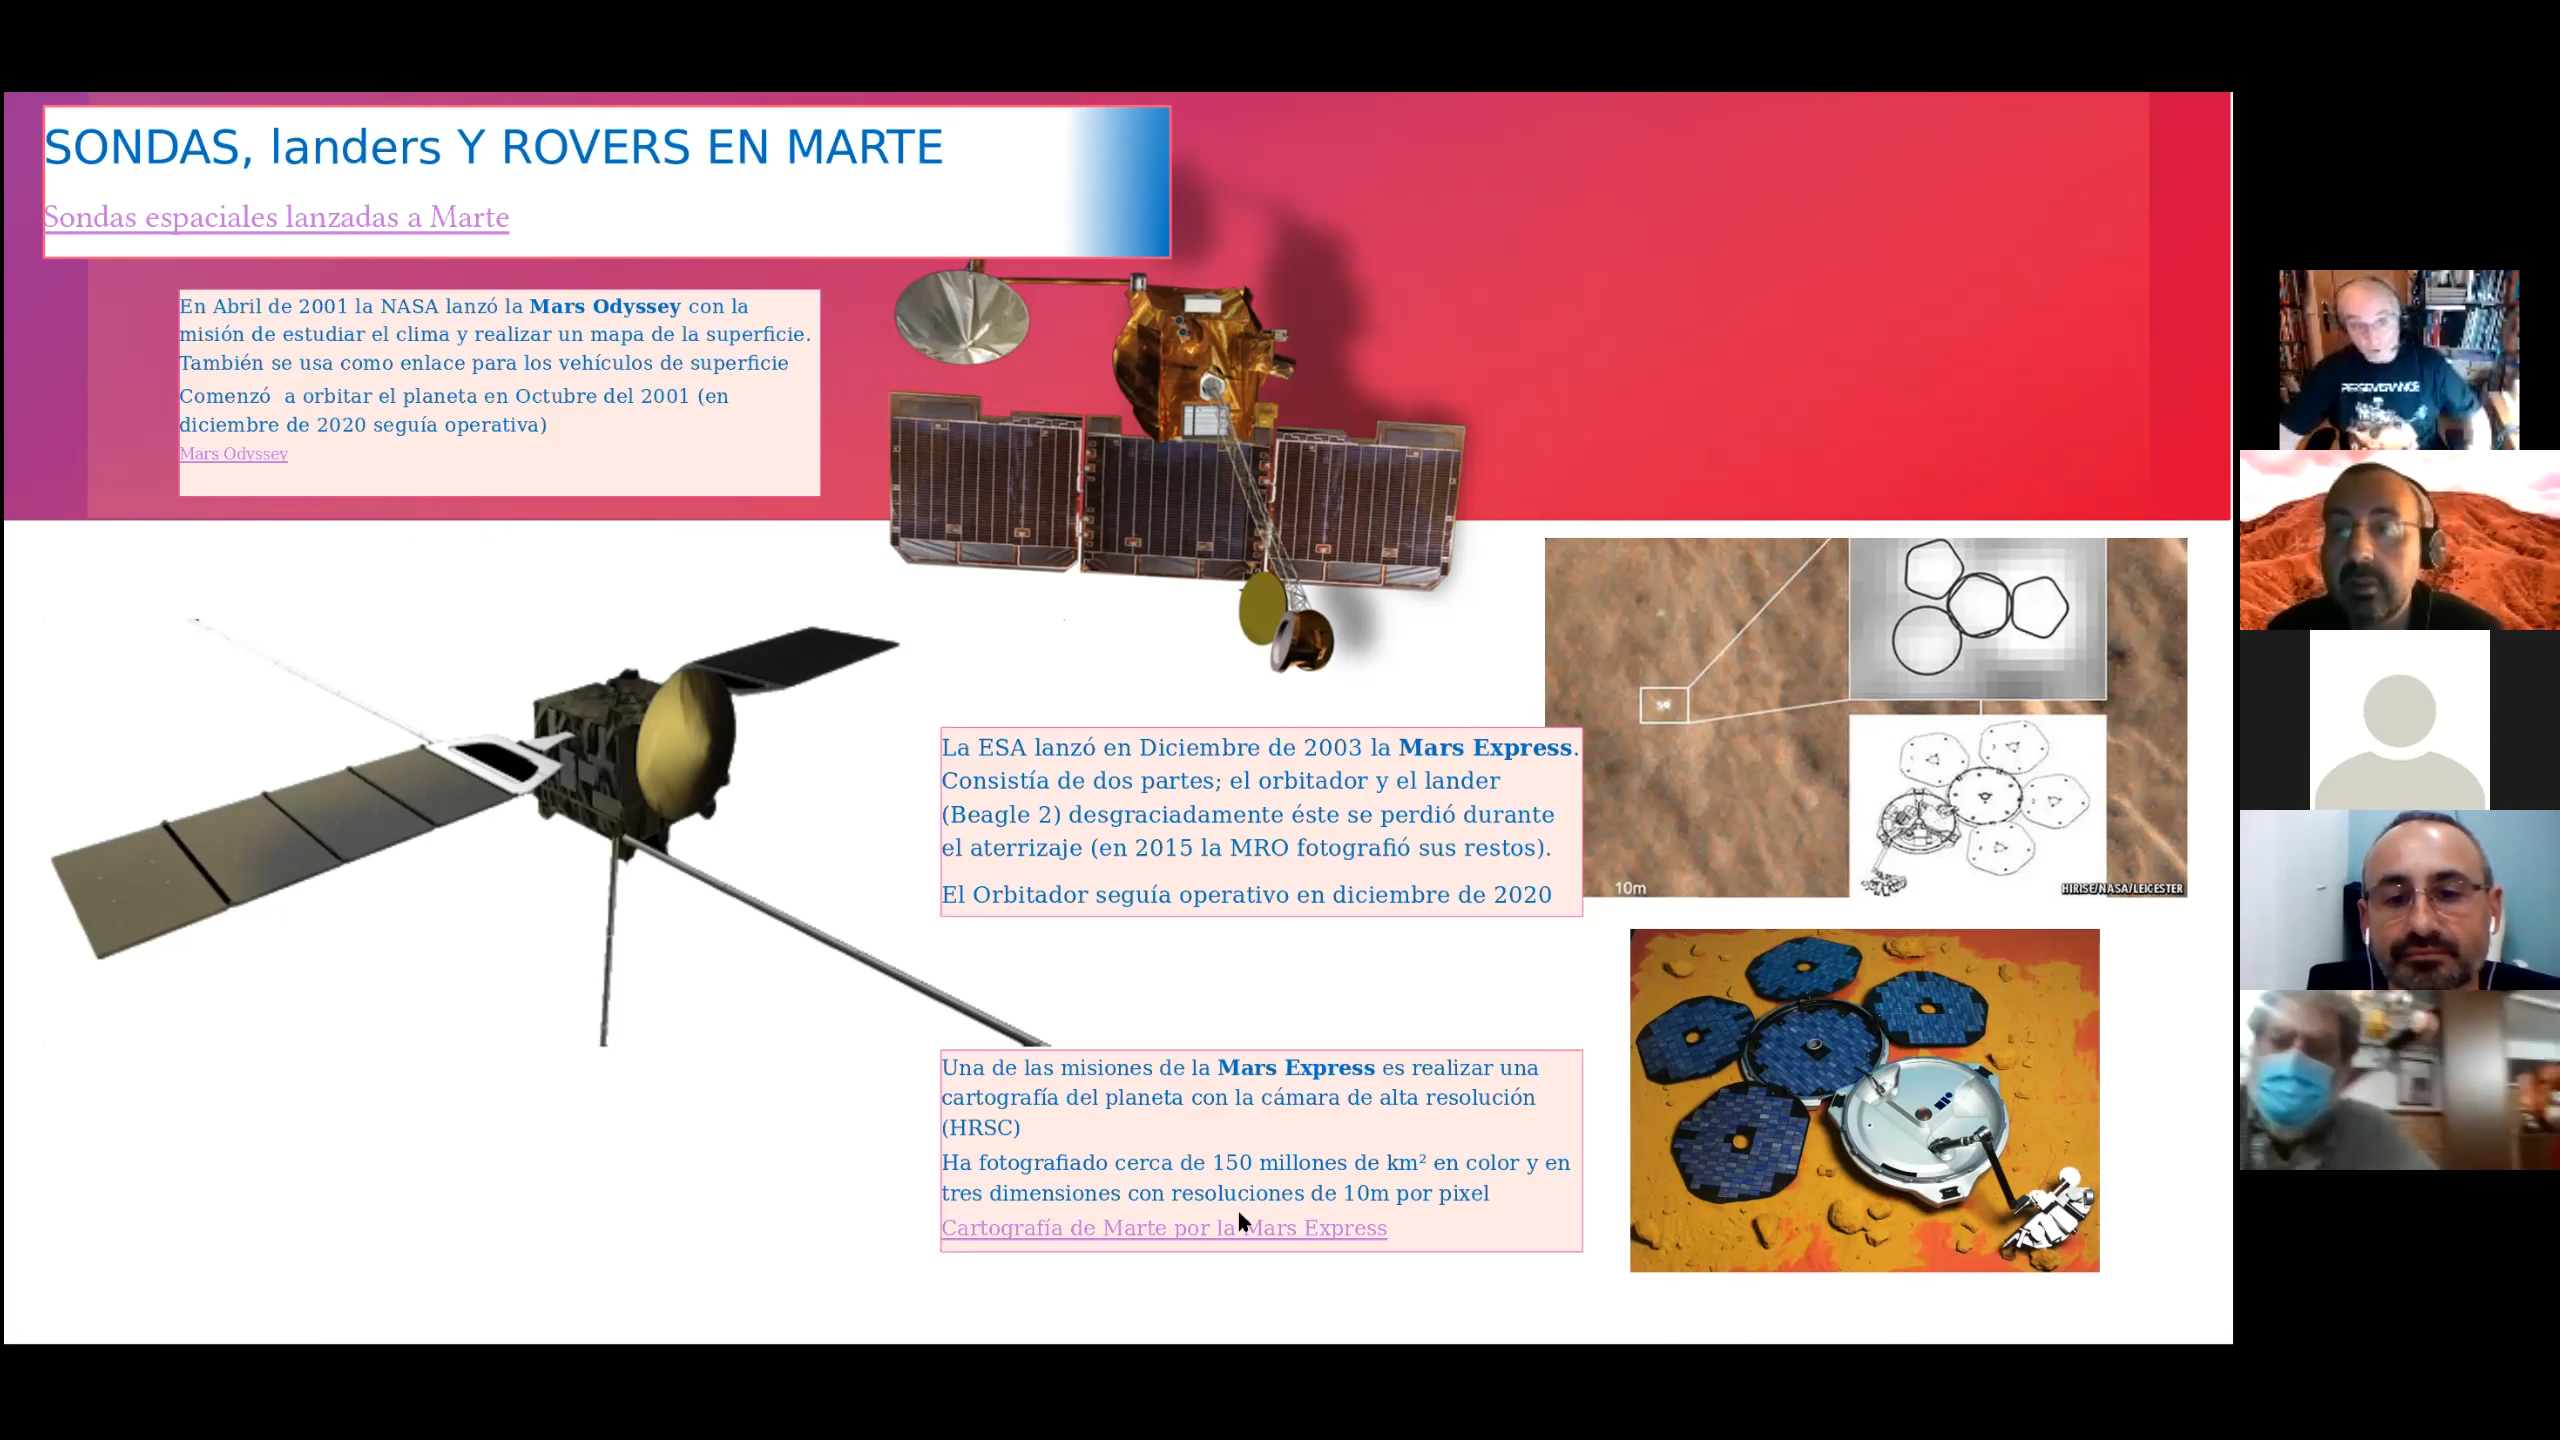 SONDAS, landers Y ROVERS EN MARTE
Sondas espaciales lanzadas a Marte
En Abril de 2001 la NASA lanzó la Mars Odyssey con la
misión de estudiar el clima y realizar un mapa de la superficie.
También se usa como enlace para los vehículos de superficie
Comenzó a orbitar el planeta en Octubre del 2001 (en
diciembre de 2020 seguía operativa)
Mars Odyssey
La ESA lanzó en Diciembre de 2003 la Mars Express.
Consistía de dos partes; el orbitador y el lander
(Beagle 2) desgraciadamente éste se perdió durante
el aterrizaje (en 2015 la MRO fotografió sus restos).
El Orbitador seguía operativo en diciembre de 2020
10m
HIRISE/NASA/LEICESTER
Una de las misiones de la Mars Express es realizar una
cartografía del planeta con la cámara de alta resolución
(HRSC)
Ha fotografiado cerca de 150 millones de km² en color y en
tres dimensiones con resoluciones de 10m por pixel
Cartografía de Marte por la Mars Express
PERSEVERANCE